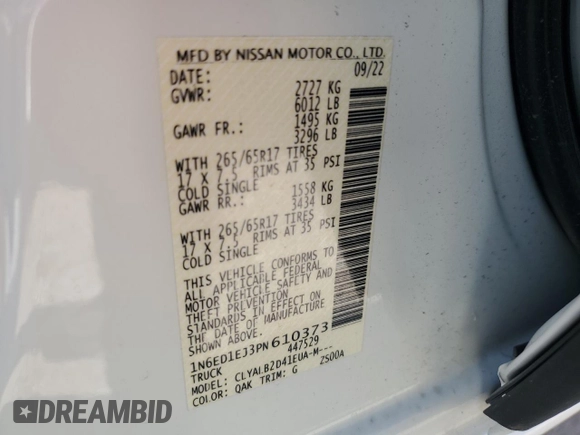 MFD BY NISSAN MOTOR CO., LTD.
DATE: 09/22
GVWR: 2727 KG
6012 LB
GAWR FR.: 1495 KG
3296 LB
WITH 265/65R17 TIRES
17 X 7.5 RIMS AT 35 PSI
COLD SINGLE
GAWR RR.: 1558 KG
3434 LB
WITH 265/65R17 TIRES
17 X 7.5 RIMS AT 35 PSI
COLD SINGLE
THIS VEHICLE CONFORMS TO
ALL APPLICABLE FEDERAL
MOTOR VEHICLE SAFETY AND
THEFT PREVENTION
STANDARDS IN EFFECT ON
THE DATE OF MANUFACTURE
SHOWN ABOVE.
1N6ED1EJ3PN610373
TRUCK 447529
MODEL: CLYALB2D41EUA-M---
COLOR: QAK TRIM: G 2500A
DREAMBID
DREAMBID